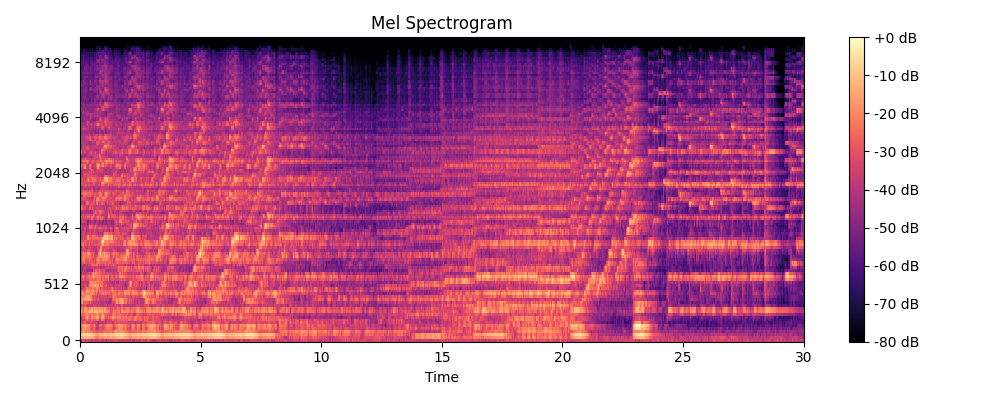 Mel Spectrogram
Hz
8192
4096
2048
1024
512
0
0 5 10 15 20 25 30
Time
+0 dB
-10 dB
-20 dB
-30 dB
-40 dB
-50 dB
-60 dB
-70 dB
-80 dB